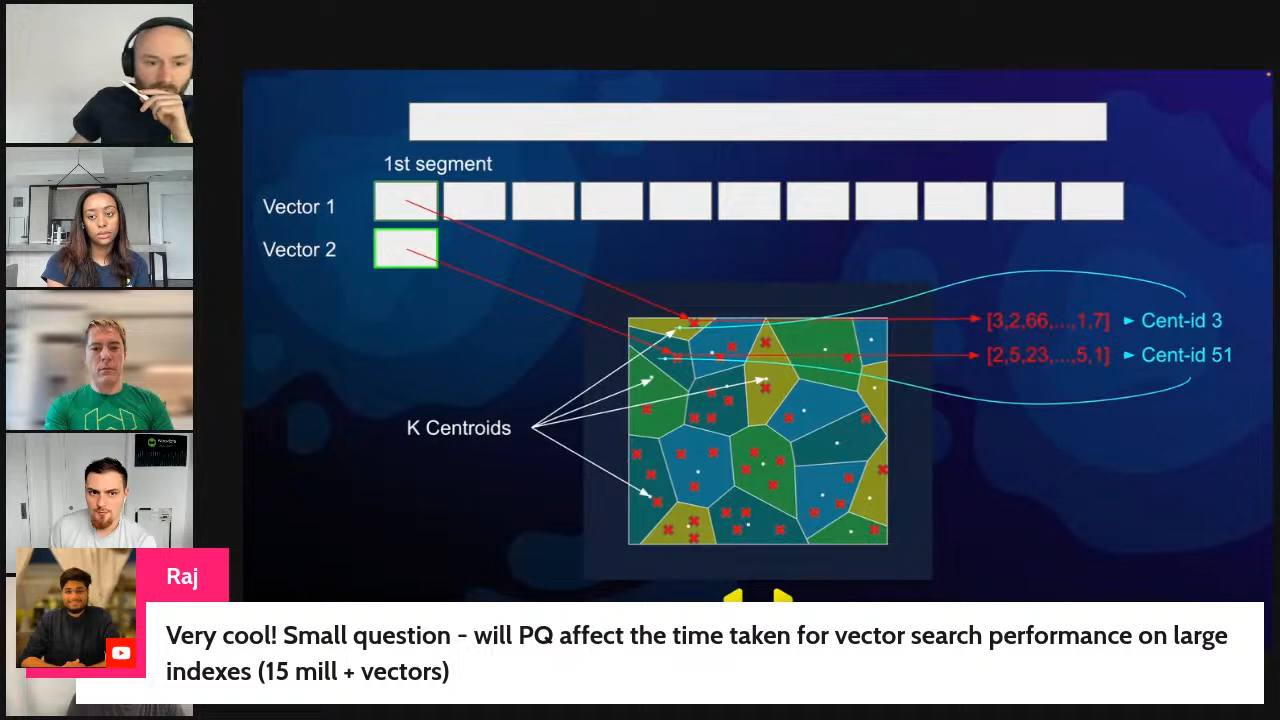 1st segment
Vector 1
Vector 2
[3,2,66,...,1,7] Cent-id 3
[2,5,23,...,5,1] Cent-id 51
K Centroids
Raj
Very cool! Small question - will PQ affect the time taken for vector search performance on large
indexes (15 mill + vectors)